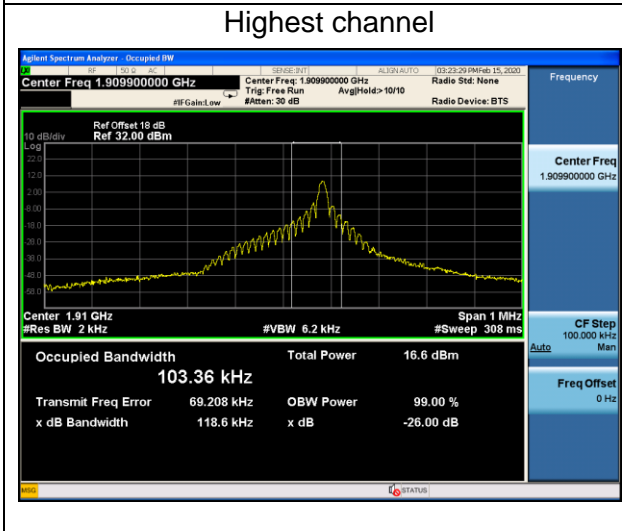 Highest channel
Agilent Spectrum Analyzer - Occupied BW
RF 50 Ω AC SENSE:INT ALIGN AUTO 03:23:29 PM Feb 15, 2020
Center Freq 1.909900000 GHz
Center Freq: 1.909900000 GHz
Radio Std: None
Trig: Free Run Avg|Hold:>10/10
#IFGain:Low #Atten: 30 dB Radio Device: BTS
Frequency
Ref Offset 18 dB
10 dB/div Ref 32.00 dBm
Log
22.0
12.0
2.00
-8.00
-18.0
-28.0
-38.0
-48.0
-58.0
Center Freq
1.909900000 GHz
Center 1.91 GHz Span 1 MHz
#Res BW 2 kHz #VBW 6.2 kHz #Sweep 308 ms
CF Step
100.000 kHz
Auto Man
Occupied Bandwidth Total Power 16.6 dBm
103.36 kHz
Transmit Freq Error 69.208 kHz OBW Power 99.00 %
x dB Bandwidth 118.6 kHz x dB -26.00 dB
Freq Offset
0 Hz
MSG STATUS